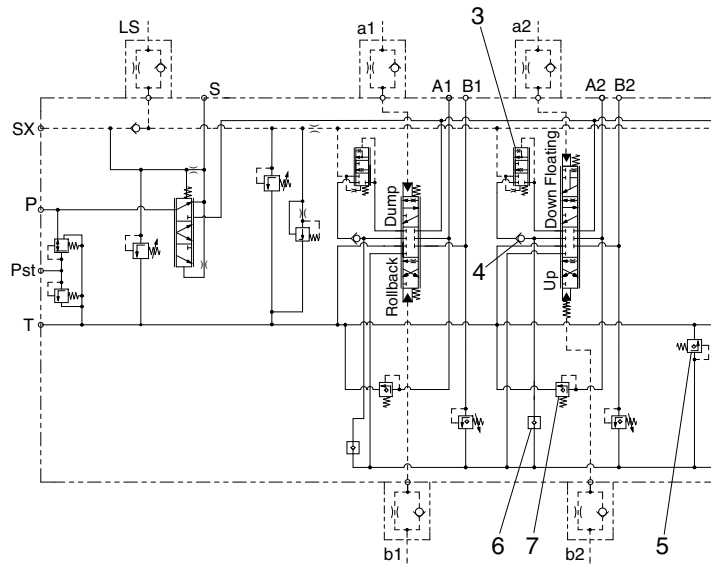 LS
a1
3
a2
S
A1
B1
A2
B2
SX
P
Pst
T
Dump
Rollback
Down Floating
Up
4
6
7
5
b1
b2